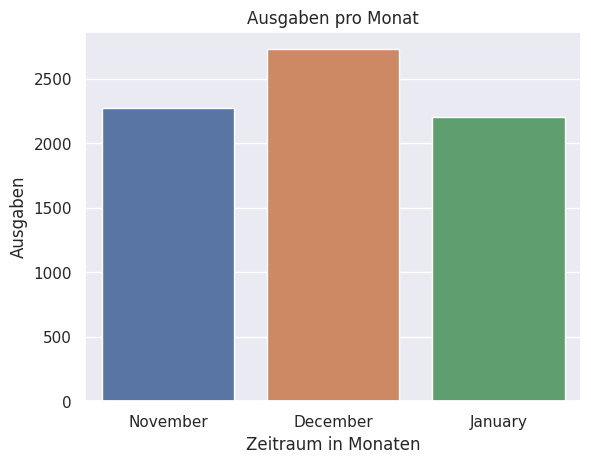 Ausgaben pro Monat
2500
2000
1500
1000
500
0
Ausgaben
November December January
Zeitraum in Monaten